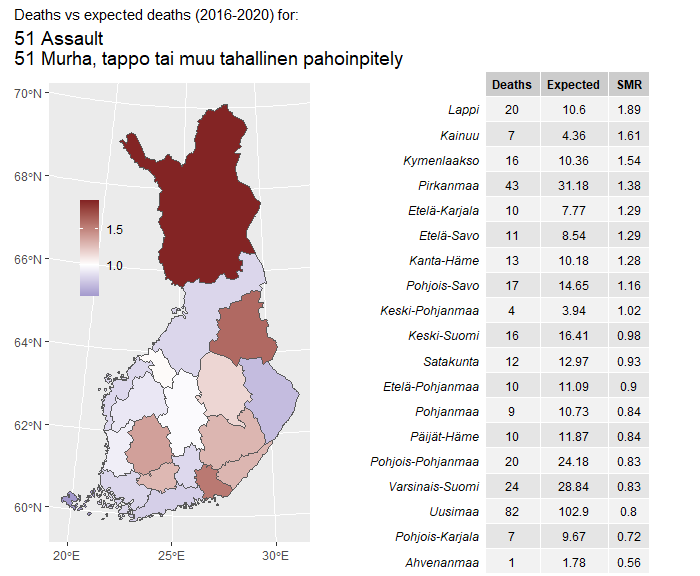 Deaths vs expected deaths (2016-2020) for:
51 Assault
51 Murha, tappo tai muu tahallinen pahoinpitely
70°N
68°N
66°N
64°N
62°N
60°N
20°E 25°E 30°E
1.5
1.0
Deaths Expected SMR
Lappi 20 10.6 1.89
Kainuu 7 4.36 1.61
Kymenlaakso 16 10.36 1.54
Pirkanmaa 43 31.18 1.38
Etelä-Karjala 10 7.77 1.29
Etelä-Savo 11 8.54 1.29
Kanta-Häme 13 10.18 1.28
Pohjois-Savo 17 14.65 1.16
Keski-Pohjanmaa 4 3.94 1.02
Keski-Suomi 16 16.41 0.98
Satakunta 12 12.97 0.93
Etelä-Pohjanmaa 10 11.09 0.9
Pohjanmaa 9 10.73 0.84
Päijät-Häme 10 11.87 0.84
Pohjois-Pohjanmaa 20 24.18 0.83
Varsinais-Suomi 24 28.84 0.83
Uusimaa 82 102.9 0.8
Pohjois-Karjala 7 9.67 0.72
Ahvenanmaa 1 1.78 0.56